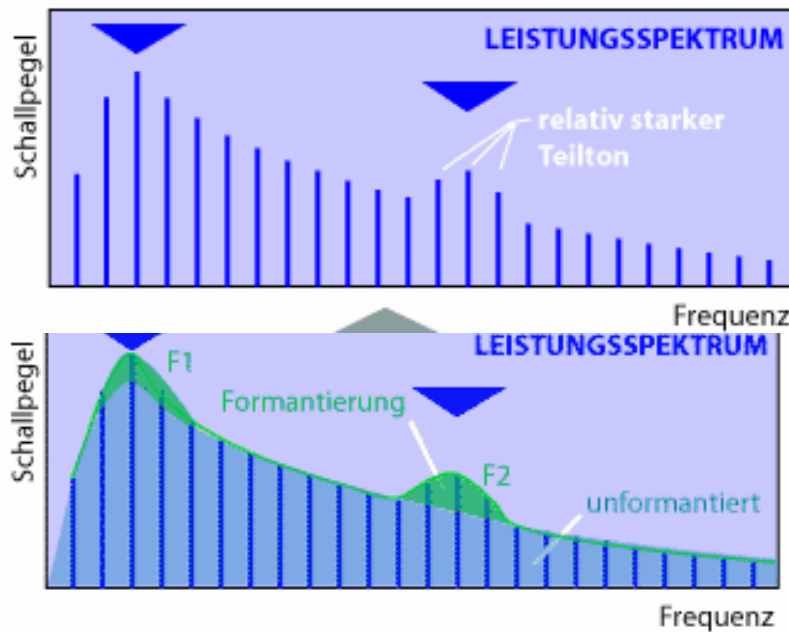 LEISTUNGSSPEKTRUM
Schallpegel
relativ starker
Teilton
Frequenz
LEISTUNGSSPEKTRUM
Schallpegel
F1
Formantierung
F2
unformantiert
Frequenz